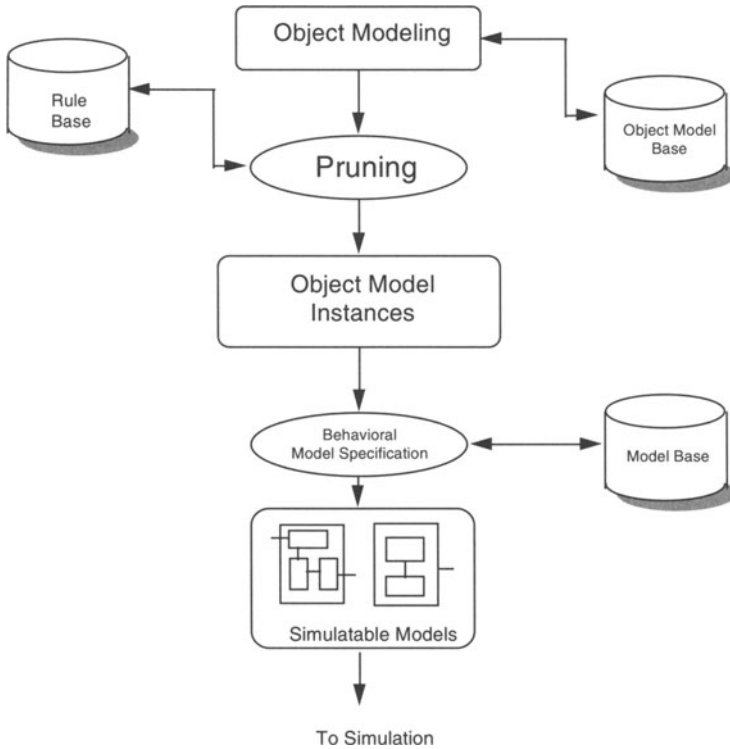 Object Modeling
Rule
Base
Object Model
Base
Pruning
Object Model
Instances
Behavioral
Model Specification
Model Base
Simulatable Models
To Simulation